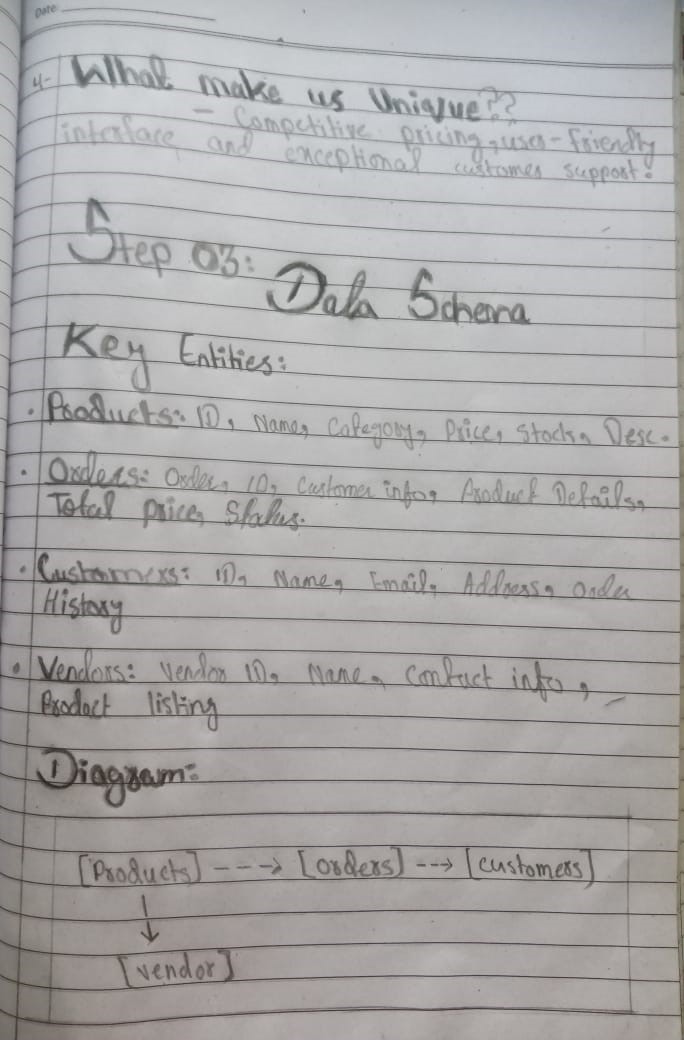 Date
4- What make us Unique??
- Competitive pricing, user-friendly
interface and exceptional customer support.
Step 03:
Data Schema
Key Entities:
• Products: ID, Name, Category, Price, Stock, Desc.
• Orders: Order, ID, Customer info, Product Details,
Total price, Status.
• Customers: ID, Name, Email, Address, Order
History
• Vendors: Vendor ID, Name, Contact info, -
Product listing
Diagram:
[Products] ---→ [orders] --→ [customers]
↓
[vendor]